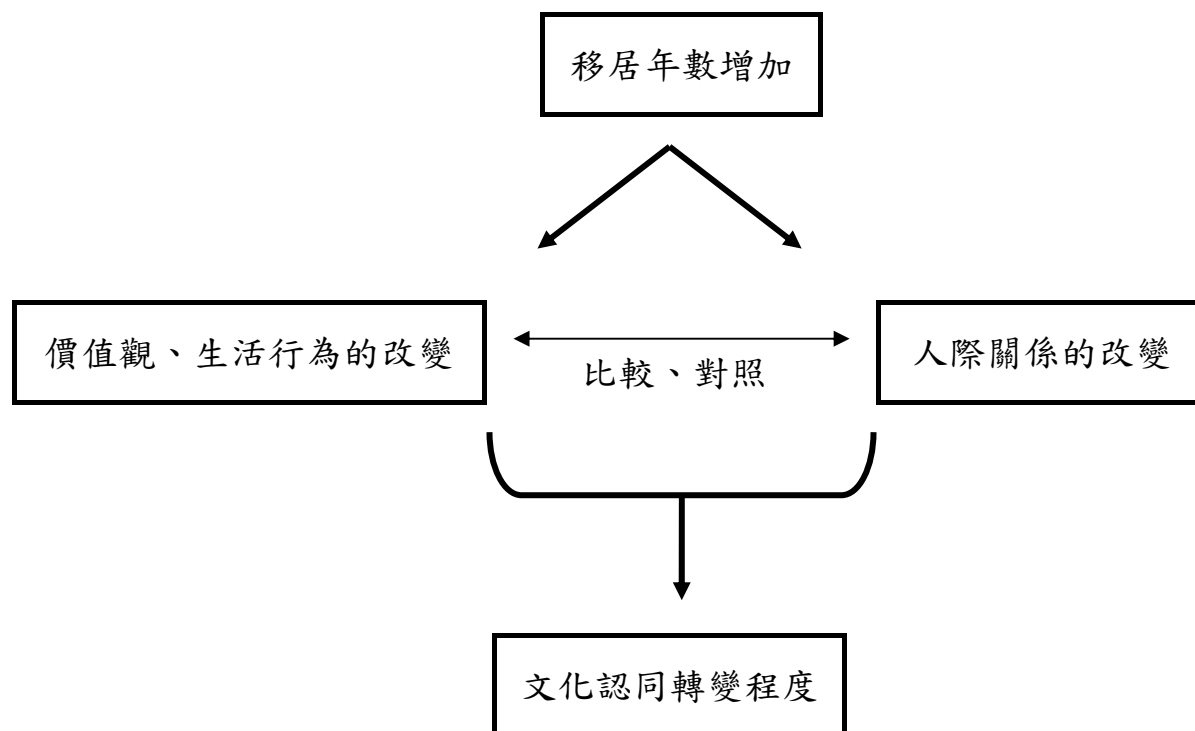 移居年數增加
價值觀、生活行為的改變
比較、對照
人際關係的改變
文化認同轉變程度